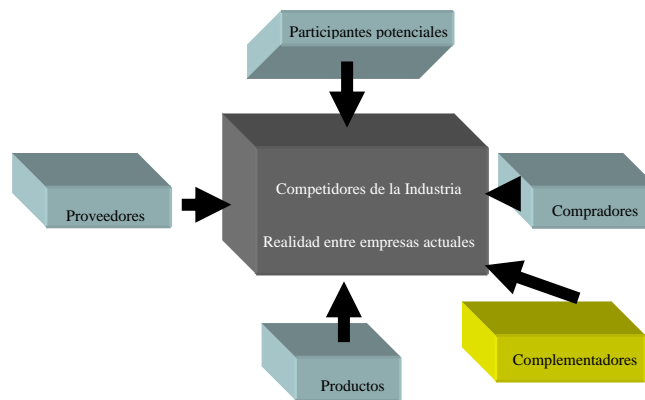 Participantes potenciales
Competidores de la Industria
Proveedores
Compradores
Realidad entre empresas actuales
Complementadores
Productos